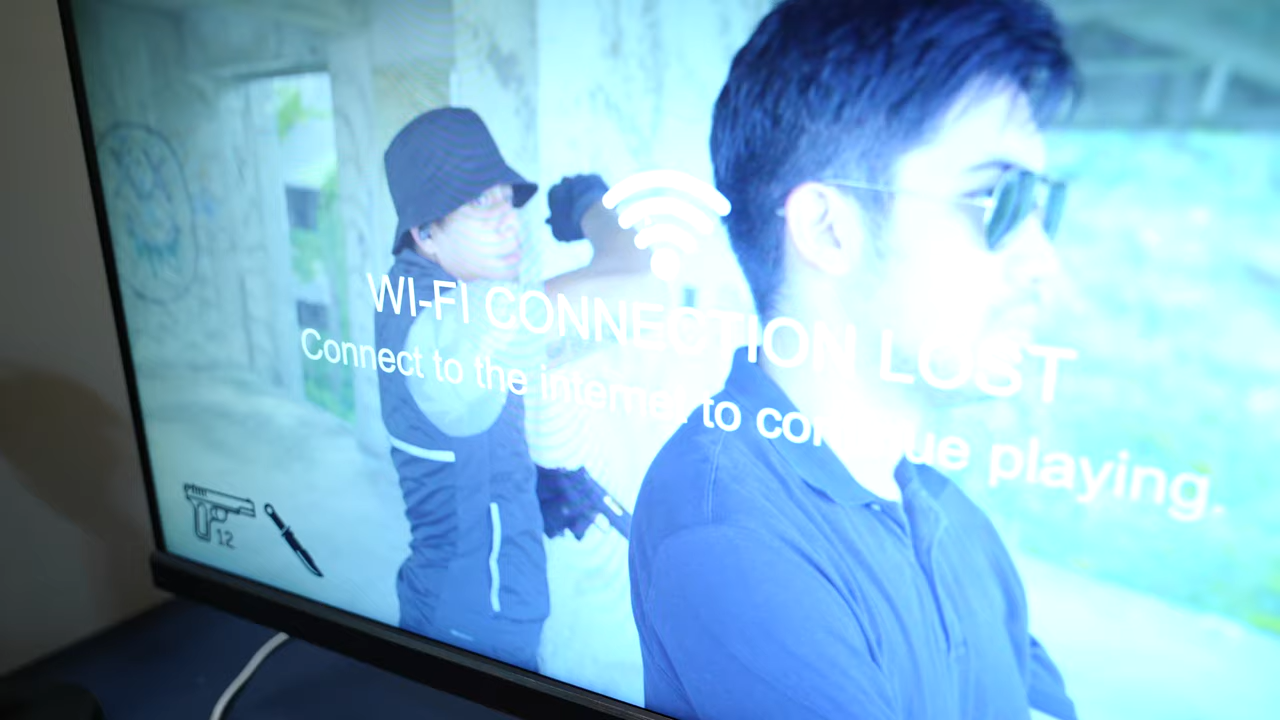 WI-FI CONNECTION LOST
Connect to the internet to continue playing.
12